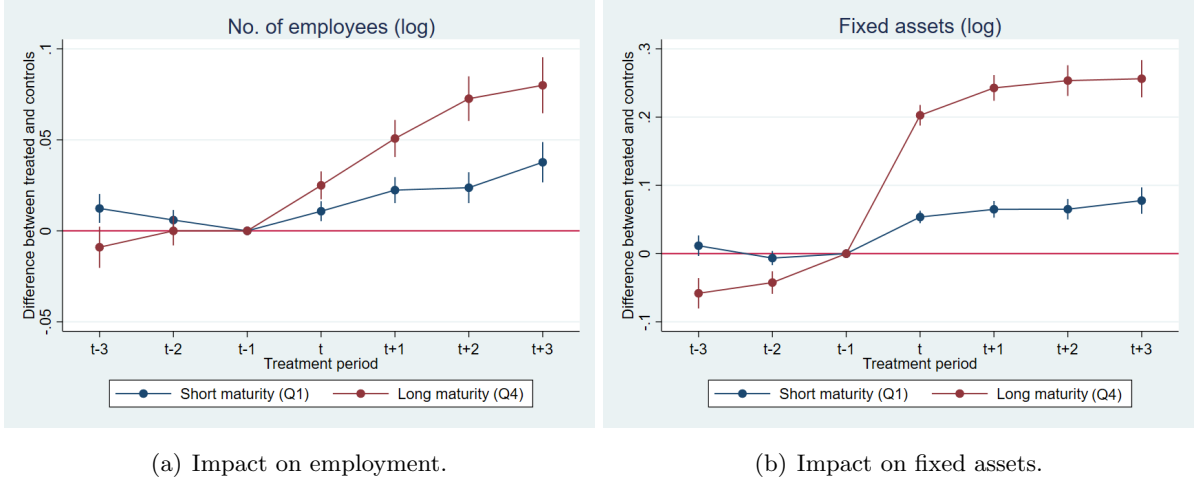 No. of employees (log)
Difference between treated and controls
.1
.05
0
-.05
t-3 t-2 t-1 t t+1 t+2 t+3
Treatment period
Short maturity (Q1) Long maturity (Q4)
(a) Impact on employment.
Fixed assets (log)
Difference between treated and controls
.3
.2
.1
0
-.1
t-3 t-2 t-1 t t+1 t+2 t+3
Treatment period
Short maturity (Q1) Long maturity (Q4)
(b) Impact on fixed assets.